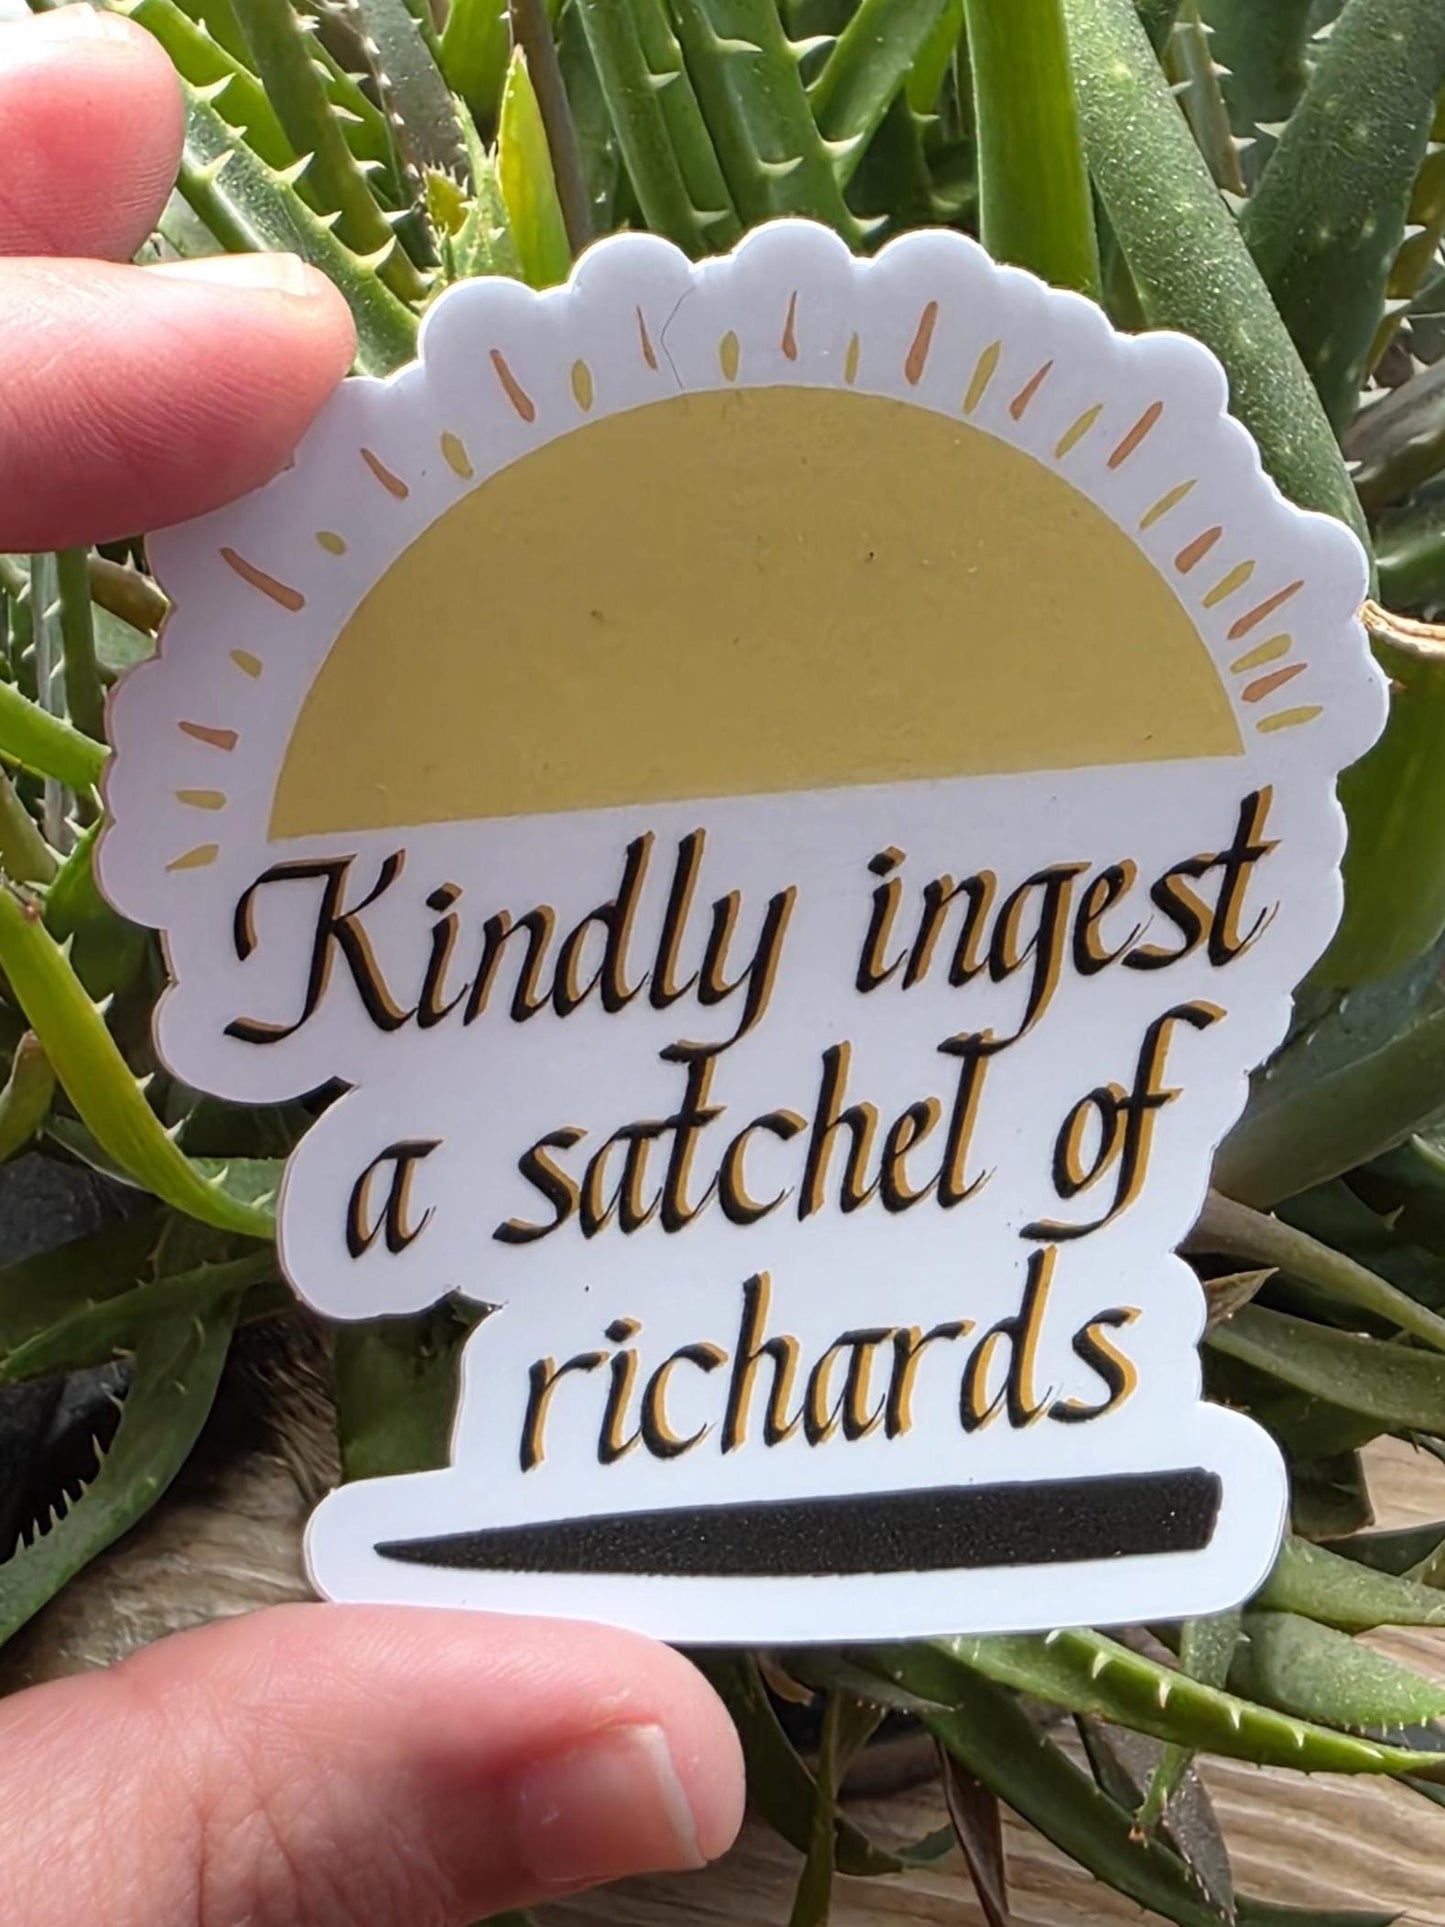 Kindly ingest
a satchel of
richards